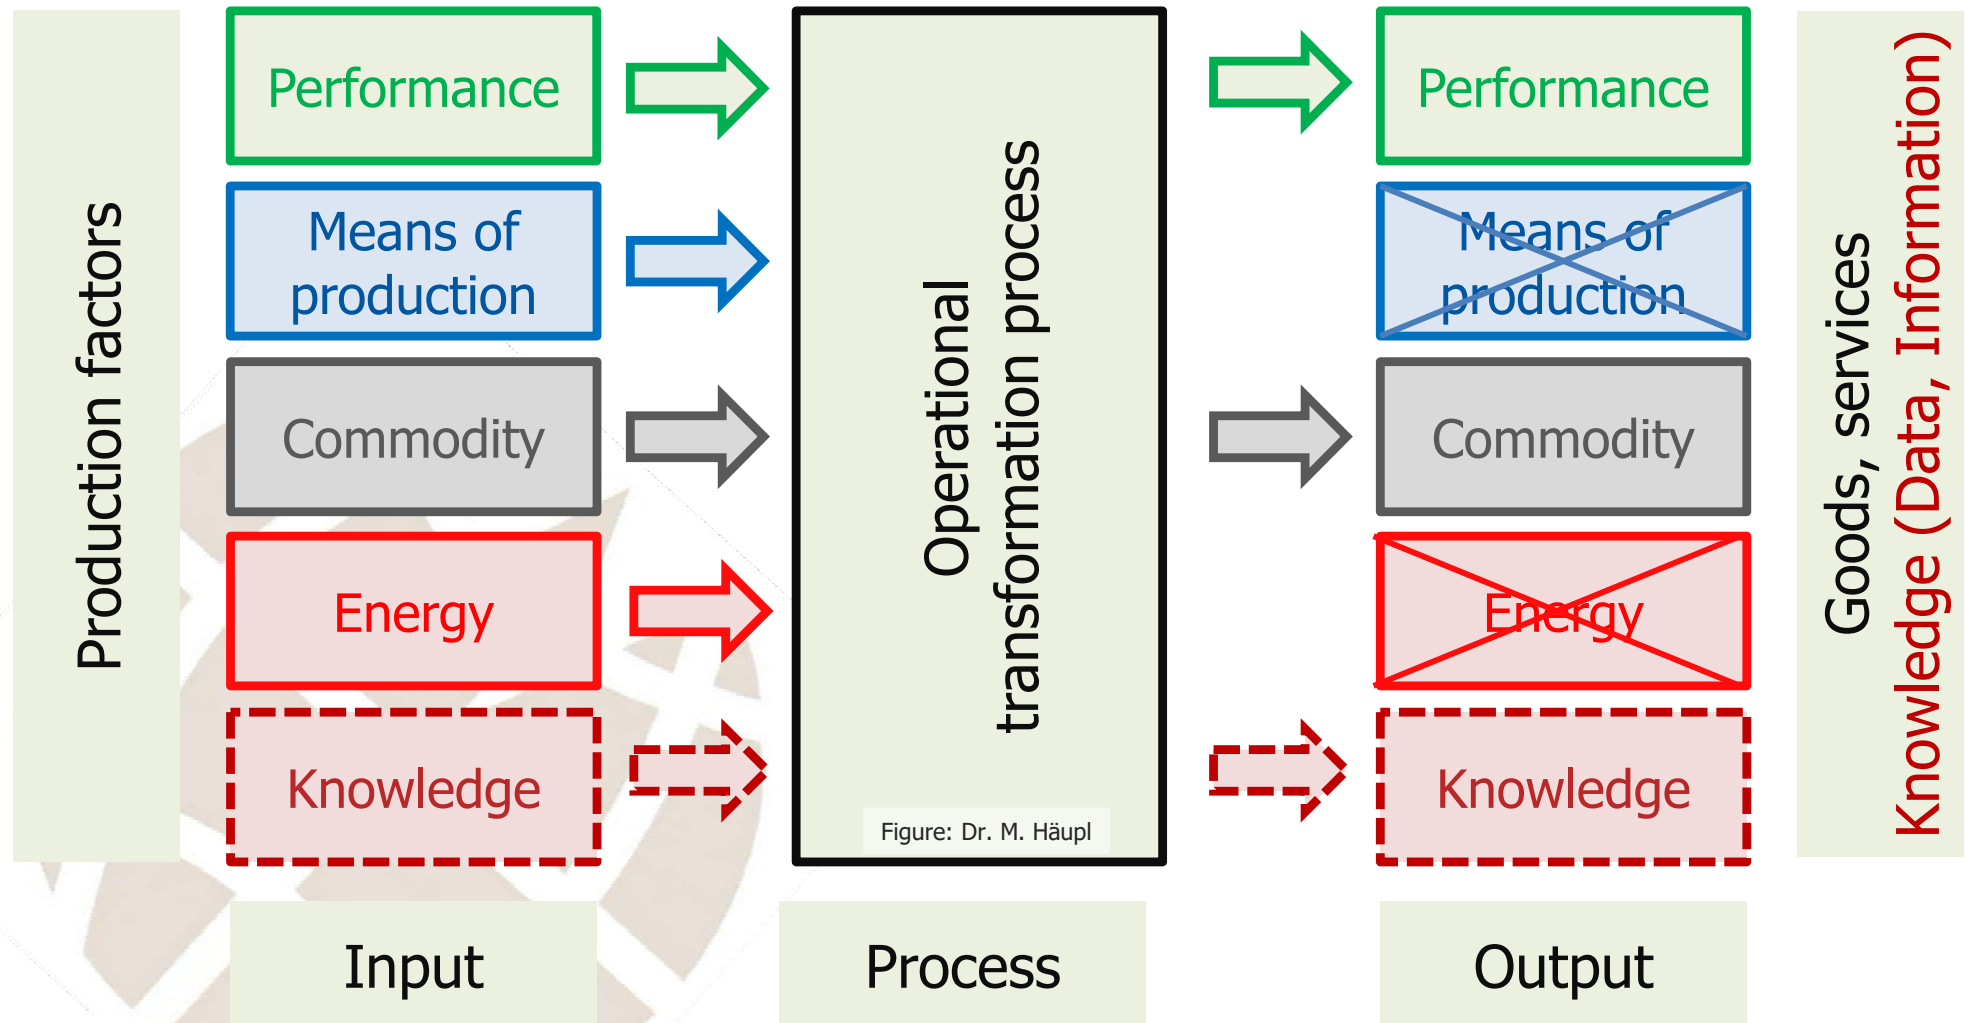 Production factors
Performance
Means of
production
Commodity
Energy
Knowledge
Operational
transformation process
Figure: Dr. M. Häupl
Performance
Means of
production
Commodity
Energy
Knowledge
Goods, services
Knowledge (Data, Information)
Input
Process
Output